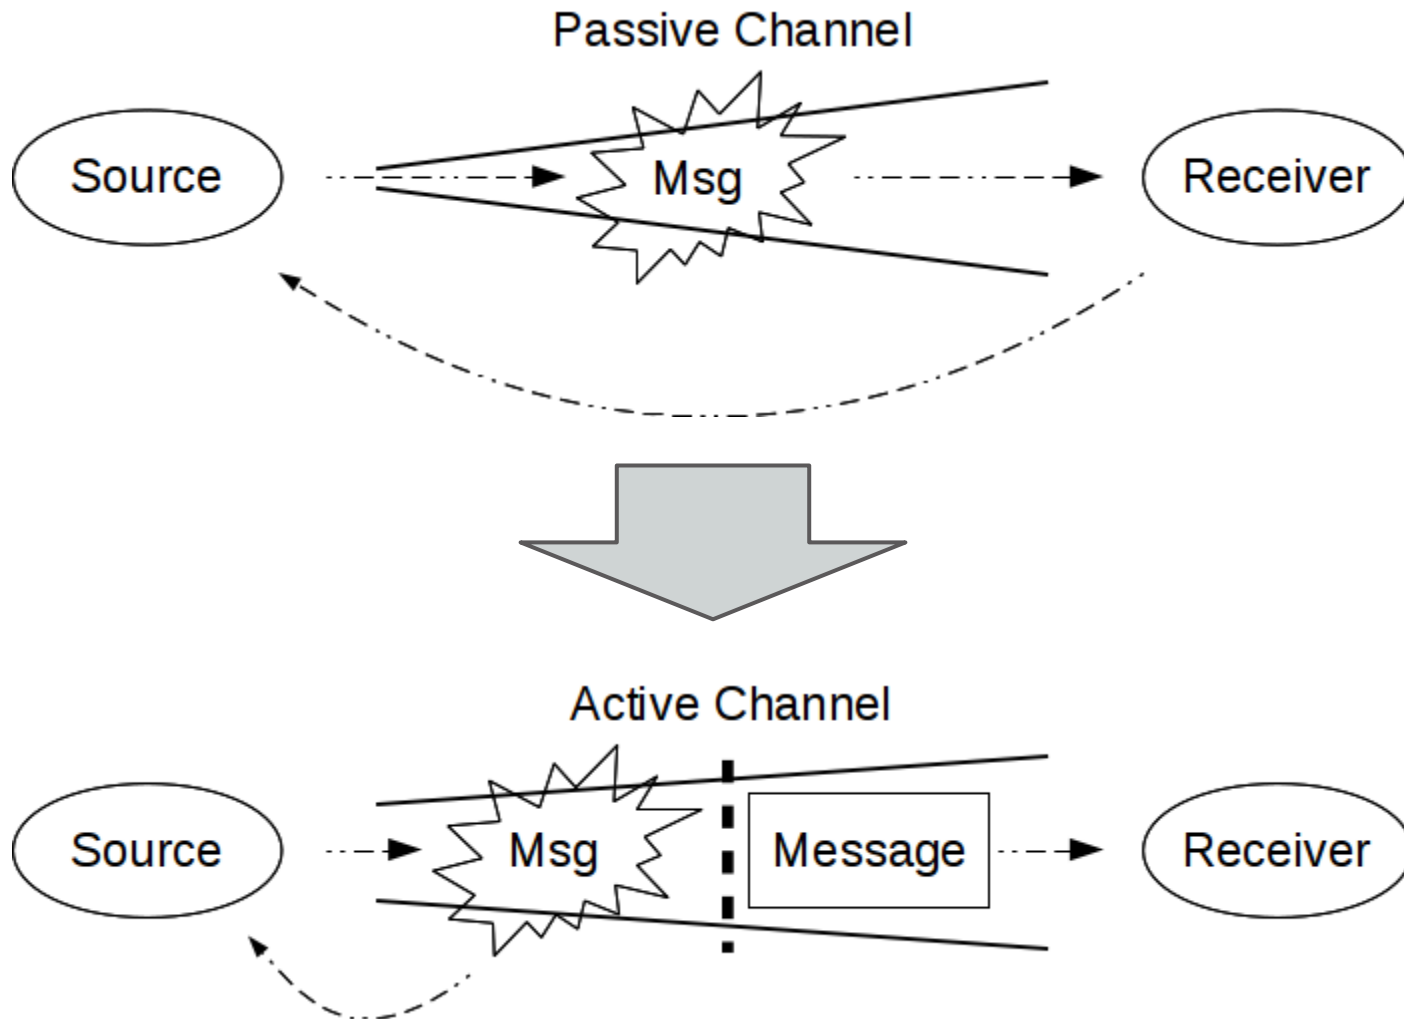 Passive Channel
Source
Msg
Receiver
Active Channel
Source
Msg
Message
Receiver